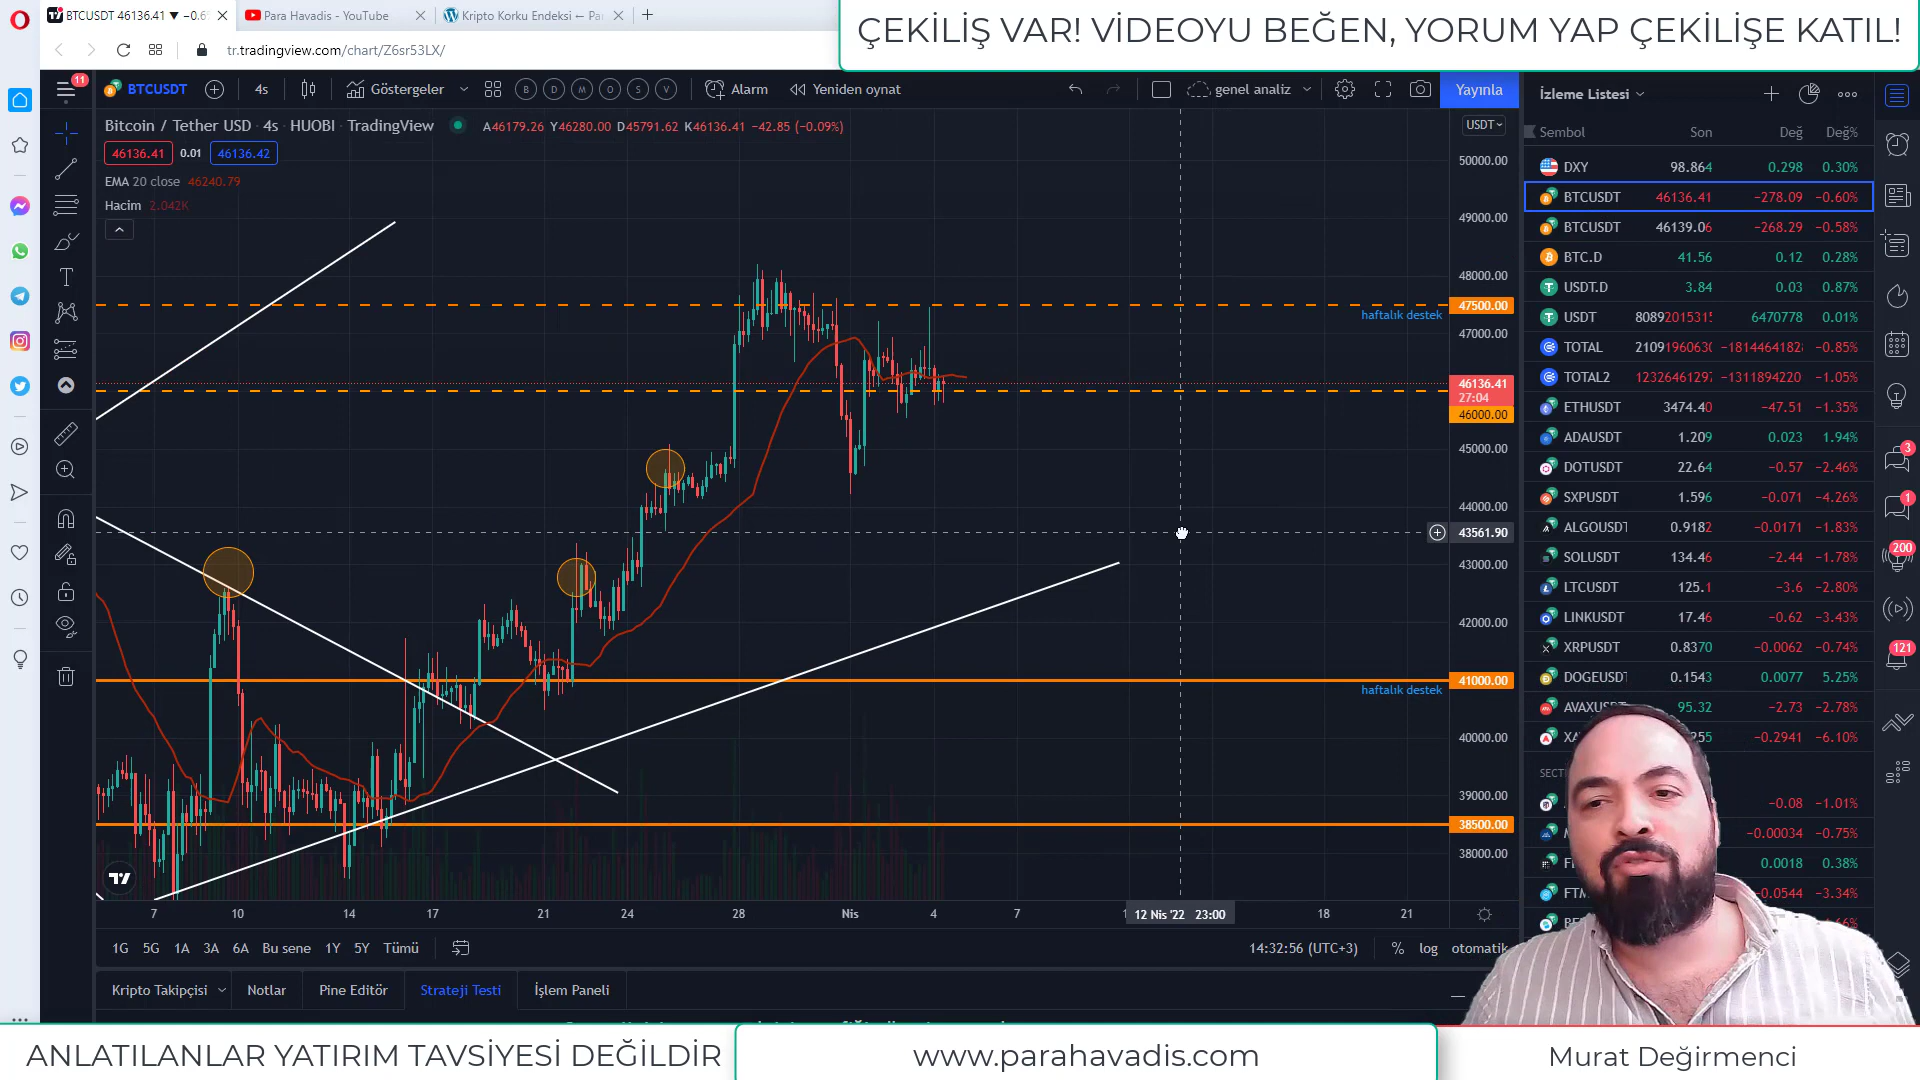 BTCUSDT 46136.41 ▼ −0.6
Para Havadis - YouTube
Kripto Korku Endeksi ← Pa
ÇEKİLİŞ VAR! VİDEOYU BEĞEN, YORUM YAP ÇEKİLİŞE KATIL!
tr.tradingview.com/chart/Z6sr53LX/
11
BTCUSDT
4s
Göstergeler
B D M O S V
Alarm
Yeniden oynat
genel analiz
Yayınla
İzleme Listesi
Bitcoin / Tether USD · 4s · HUOBI · TradingView
A46179.26 Y46280.00 D45791.62 K46136.41 −42.85 (−0.09%)
USDT
46136.41 0.01 46136.42
EMA 20 close 46240.79
Hacim 2.042K
Sembol Son Değ Değ%
DXY 98.864 0.298 0.30%
BTCUSDT 46136.41 −278.09 −0.60%
BTCUSDT 46139.06 −268.29 −0.58%
BTC.D 41.56 0.12 0.28%
USDT.D 3.84 0.03 0.87%
USDT 8089201531 6470778 0.01%
TOTAL 2109196063 −1814464182 −0.85%
TOTAL2 1232646129 −1311894220 −1.05%
ETHUSDT 3474.40 −47.51 −1.35%
ADAUSDT 1.209 0.023 1.94%
DOTUSDT 22.64 −0.57 −2.46%
SXPUSDT 1.596 −0.071 −4.26%
ALGOUSDT 0.9182 −0.0171 −1.83%
SOLUSDT 134.46 −2.44 −1.78%
LTCUSDT 125.1 −3.6 −2.80%
LINKUSDT 17.46 −0.62 −3.43%
XRPUSDT 0.8370 −0.0062 −0.74%
DOGEUSDT 0.1543 0.0077 5.25%
AVAXUS 95.32 −2.73 −2.78%
XA 255 −0.2941 −6.10%
SECT
−0.08 −1.01%
−0.00034 −0.75%
0.0018 0.38%
FTM −0.0544 −3.34%
3
1
200
121
50000.00
49000.00
48000.00
47500.00
haftalık destek
47000.00
46136.41
27:04
46000.00
45000.00
44000.00
43561.90
43000.00
42000.00
41000.00
haftalık destek
40000.00
39000.00
38500.00
38000.00
7 10 14 17 21 24 28 Nis 4 7 12 Nis '22 23:00 18 21
1G 5G 1A 3A 6A Bu sene 1Y 5Y Tümü
14:32:56 (UTC+3) % log otomatik
Kripto Takipçisi
Notlar
Pine Editör
Strateji Testi
İşlem Paneli
ANLATILANLAR YATIRIM TAVSİYESİ DEĞİLDİR
www.parahavadis.com
Murat Değirmenci